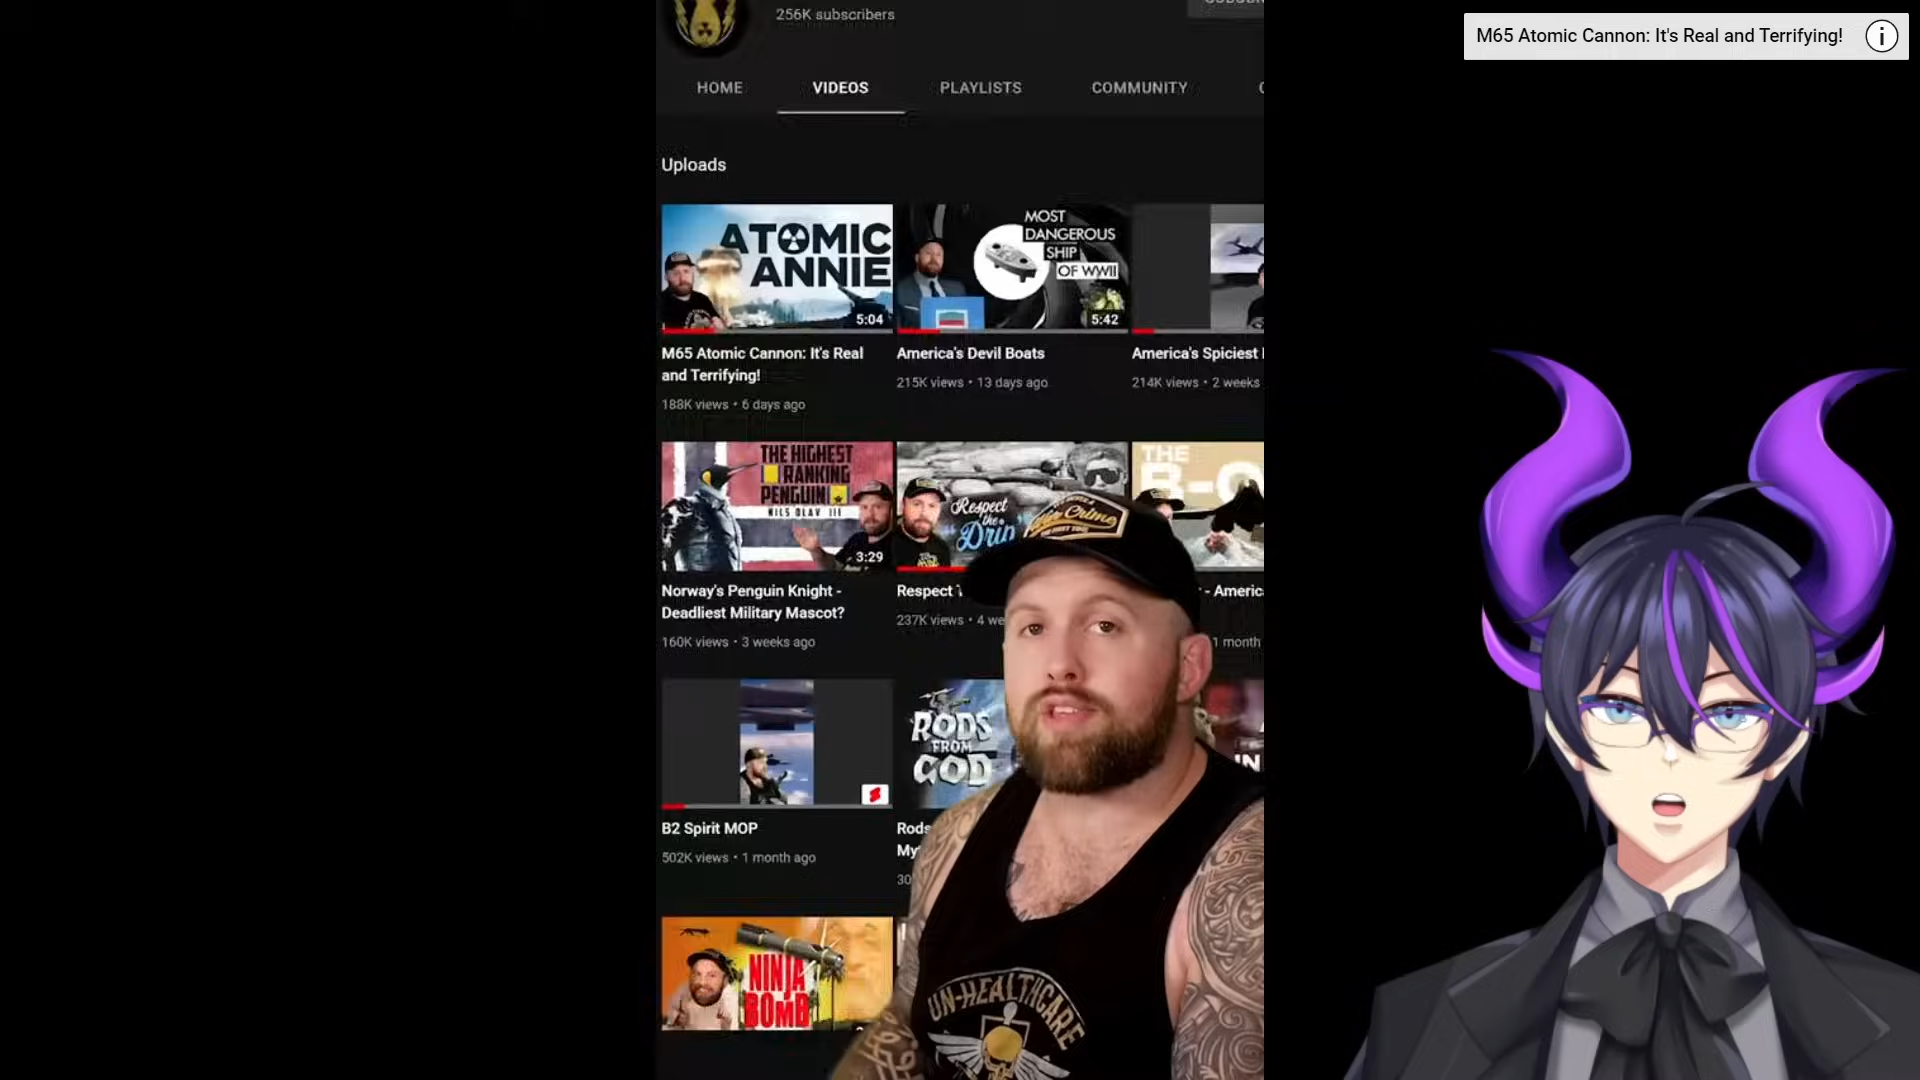 256K subscribers
M65 Atomic Cannon: It's Real and Terrifying!
HOME VIDEOS PLAYLISTS COMMUNITY
Uploads
ATOMIC
ANNIE
5:04
MOST
DANGEROUS
SHIP
OF WWII
5:42
M65 Atomic Cannon: It's Real
and Terrifying!
188K views • 6 days ago
America's Devil Boats
215K views • 13 days ago
America's Spiciest
214K views • 2 weeks
THE HIGHEST
RANKING
PENGUIN
NILS OLAV III
3:29
Respect
the
Drip
THE
B-
Norway's Penguin Knight -
Deadliest Military Mascot?
160K views • 3 weeks ago
Respect
237K views • 4 we
- Americ
1 month
B2 Spirit MOP
502K views • 1 month ago
RODS
FROM
GOD
Rods
My
30
NINJA
BOMB
Crime
UN-HEALTHCARE